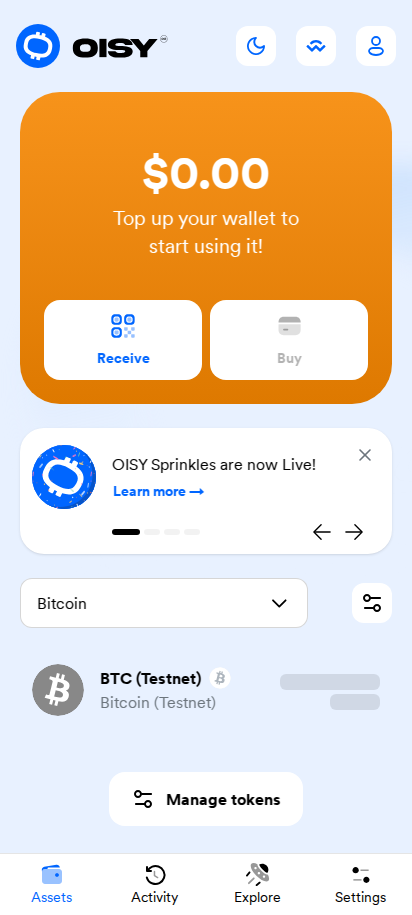 OISY
$0.00
Top up your wallet to
start using it!
Receive
Buy
OISY Sprinkles are now Live!
Learn more →
Bitcoin
BTC (Testnet)
Bitcoin (Testnet)
Manage tokens
Assets
Activity
Explore
Settings